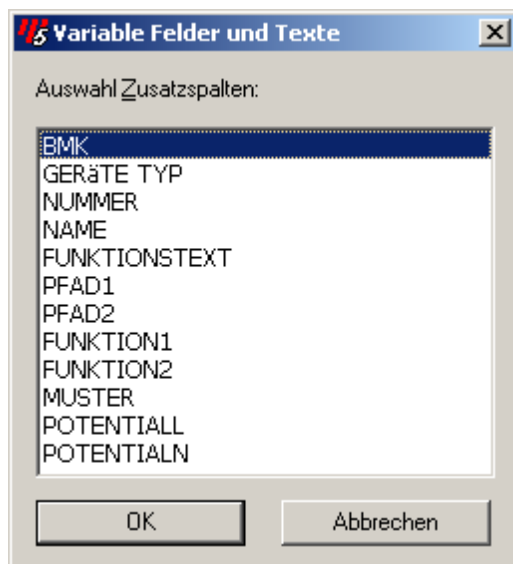 Variable Felder und Texte
Auswahl Zusatzspalten:
BMK
GERäTE TYP
NUMMER
NAME
FUNKTIONSTEXT
PFAD1
PFAD2
FUNKTION1
FUNKTION2
MUSTER
POTENTIALL
POTENTIALN
OK Abbrechen